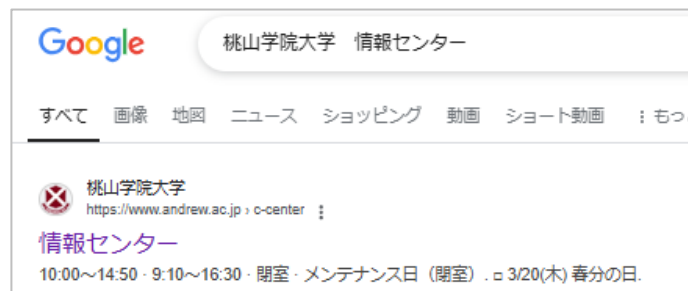 Google 桃山学院大学　情報センター
すべて 画像 地図 ニュース ショッピング 動画 ショート動画 ⋮ もっ
桃山学院大学
https://www.andrew.ac.jp › c-center ⋮
情報センター
10:00～14:50 · 9:10～16:30 · 閉室 · メンテナンス日（閉室）. □ 3/20(木) 春分の日.